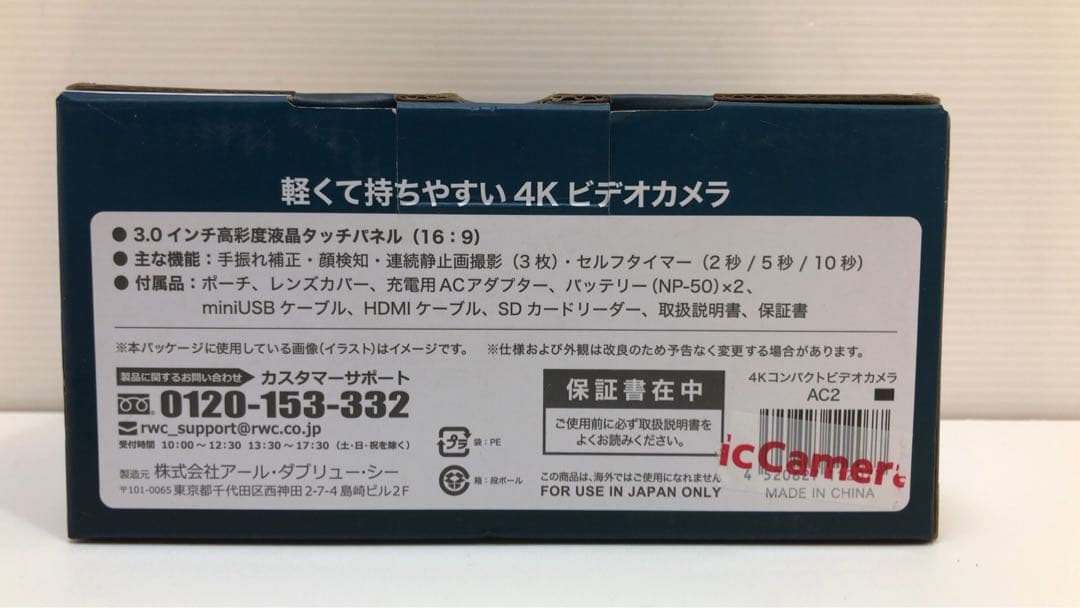 軽くて持ちやすい 4K ビデオカメラ
● 3.0 インチ高彩度液晶タッチパネル（16：9）
● 主な機能：手振れ補正・顔検知・連続静止画撮影（3枚）・セルフタイマー（2秒 / 5秒 / 10秒）
● 付属品：ポーチ、レンズカバー、充電用ACアダプター、バッテリー（NP-50）×2、
miniUSB ケーブル、HDMI ケーブル、SD カードリーダー、取扱説明書、保証書
※本パッケージに使用している画像（イラスト）はイメージです。 ※仕様および外観は改良のため予告なく変更する場合があります。
製品に関するお問い合わせ カスタマーサポート
0120-153-332
rwc_support@rwc.co.jp
受付時間 10:00～12:30 13:30～17:30（土・日・祝を除く）
製造元 株式会社アール・ダブリュー・シー
〒101-0065 東京都千代田区西神田2-7-4 島崎ビル2F
プラ 袋：PE
箱：段ボール
保証書在中
ご使用前に必ず取扱説明書を
よくお読みください。
この商品は、海外ではご使用になれません
FOR USE IN JAPAN ONLY
4Kコンパクトビデオカメラ
AC2
icCamera
MADE IN CHINA